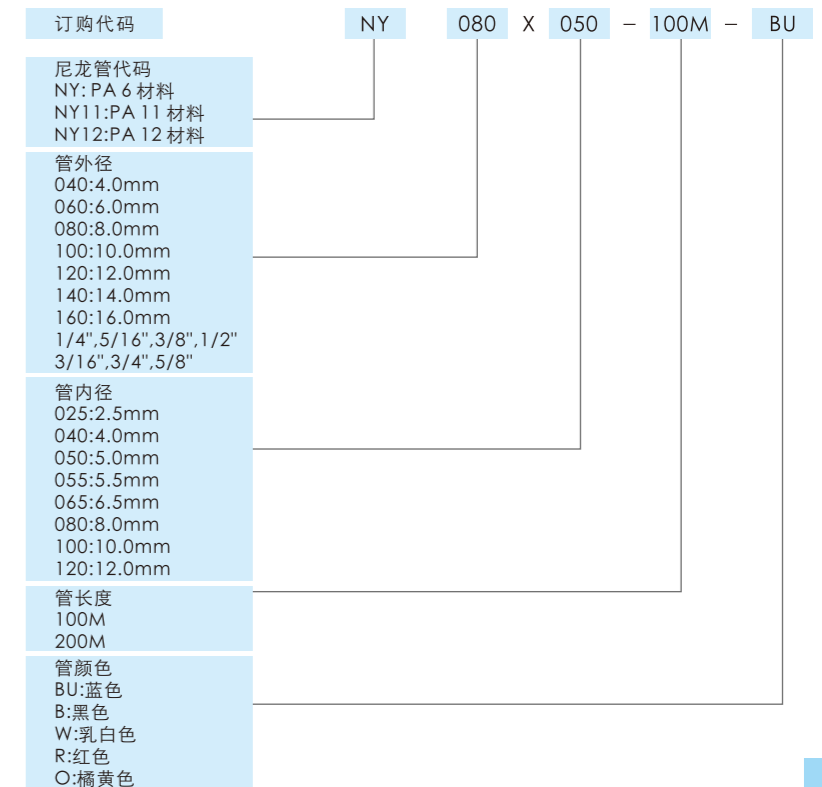 订购代码 NY 080 X 050 – 100M – BU
尼龙管代码
NY: PA 6 材料
NY11:PA 11 材料
NY12:PA 12 材料
管外径
040:4.0mm
060:6.0mm
080:8.0mm
100:10.0mm
120:12.0mm
140:14.0mm
160:16.0mm
1/4",5/16",3/8",1/2"
3/16",3/4",5/8"
管内径
025:2.5mm
040:4.0mm
050:5.0mm
055:5.5mm
065:6.5mm
080:8.0mm
100:10.0mm
120:12.0mm
管长度
100M
200M
管颜色
BU:蓝色
B:黑色
W:乳白色
R:红色
O:橘黄色